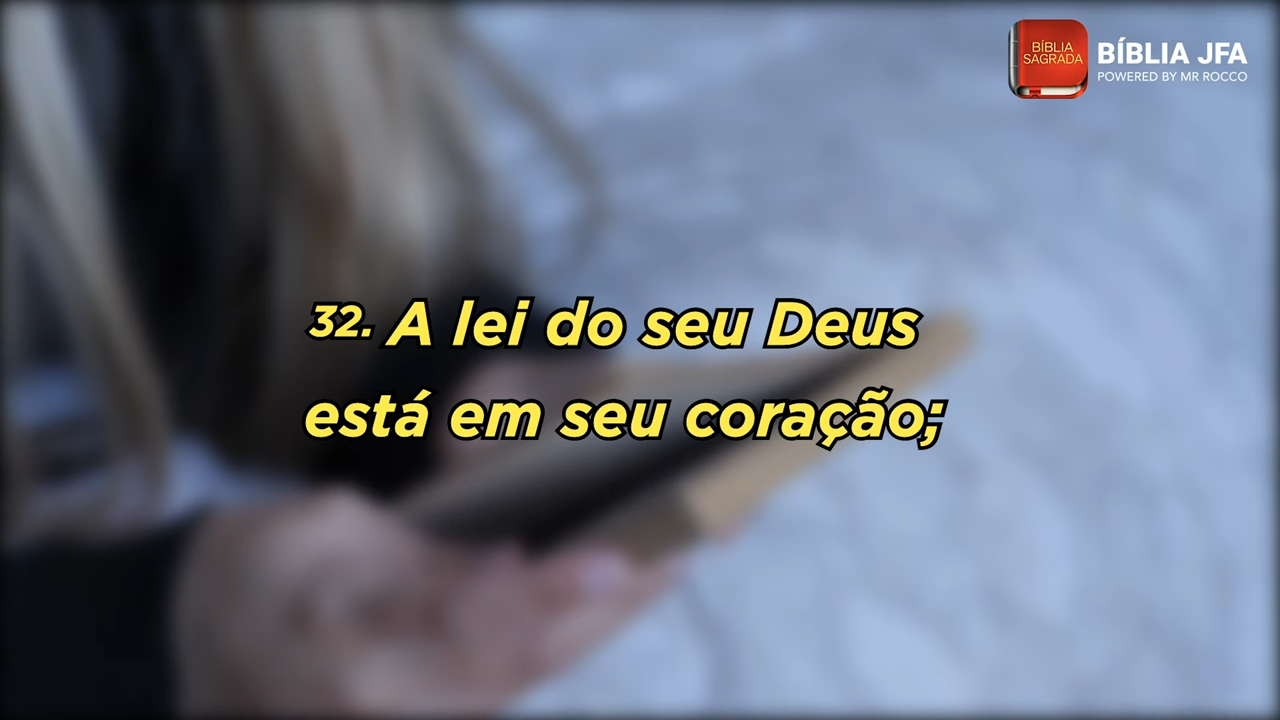 BÍBLIA
SAGRADA
BÍBLIA JFA
POWERED BY MR ROCCO
32. A lei do seu Deus
está em seu coração;